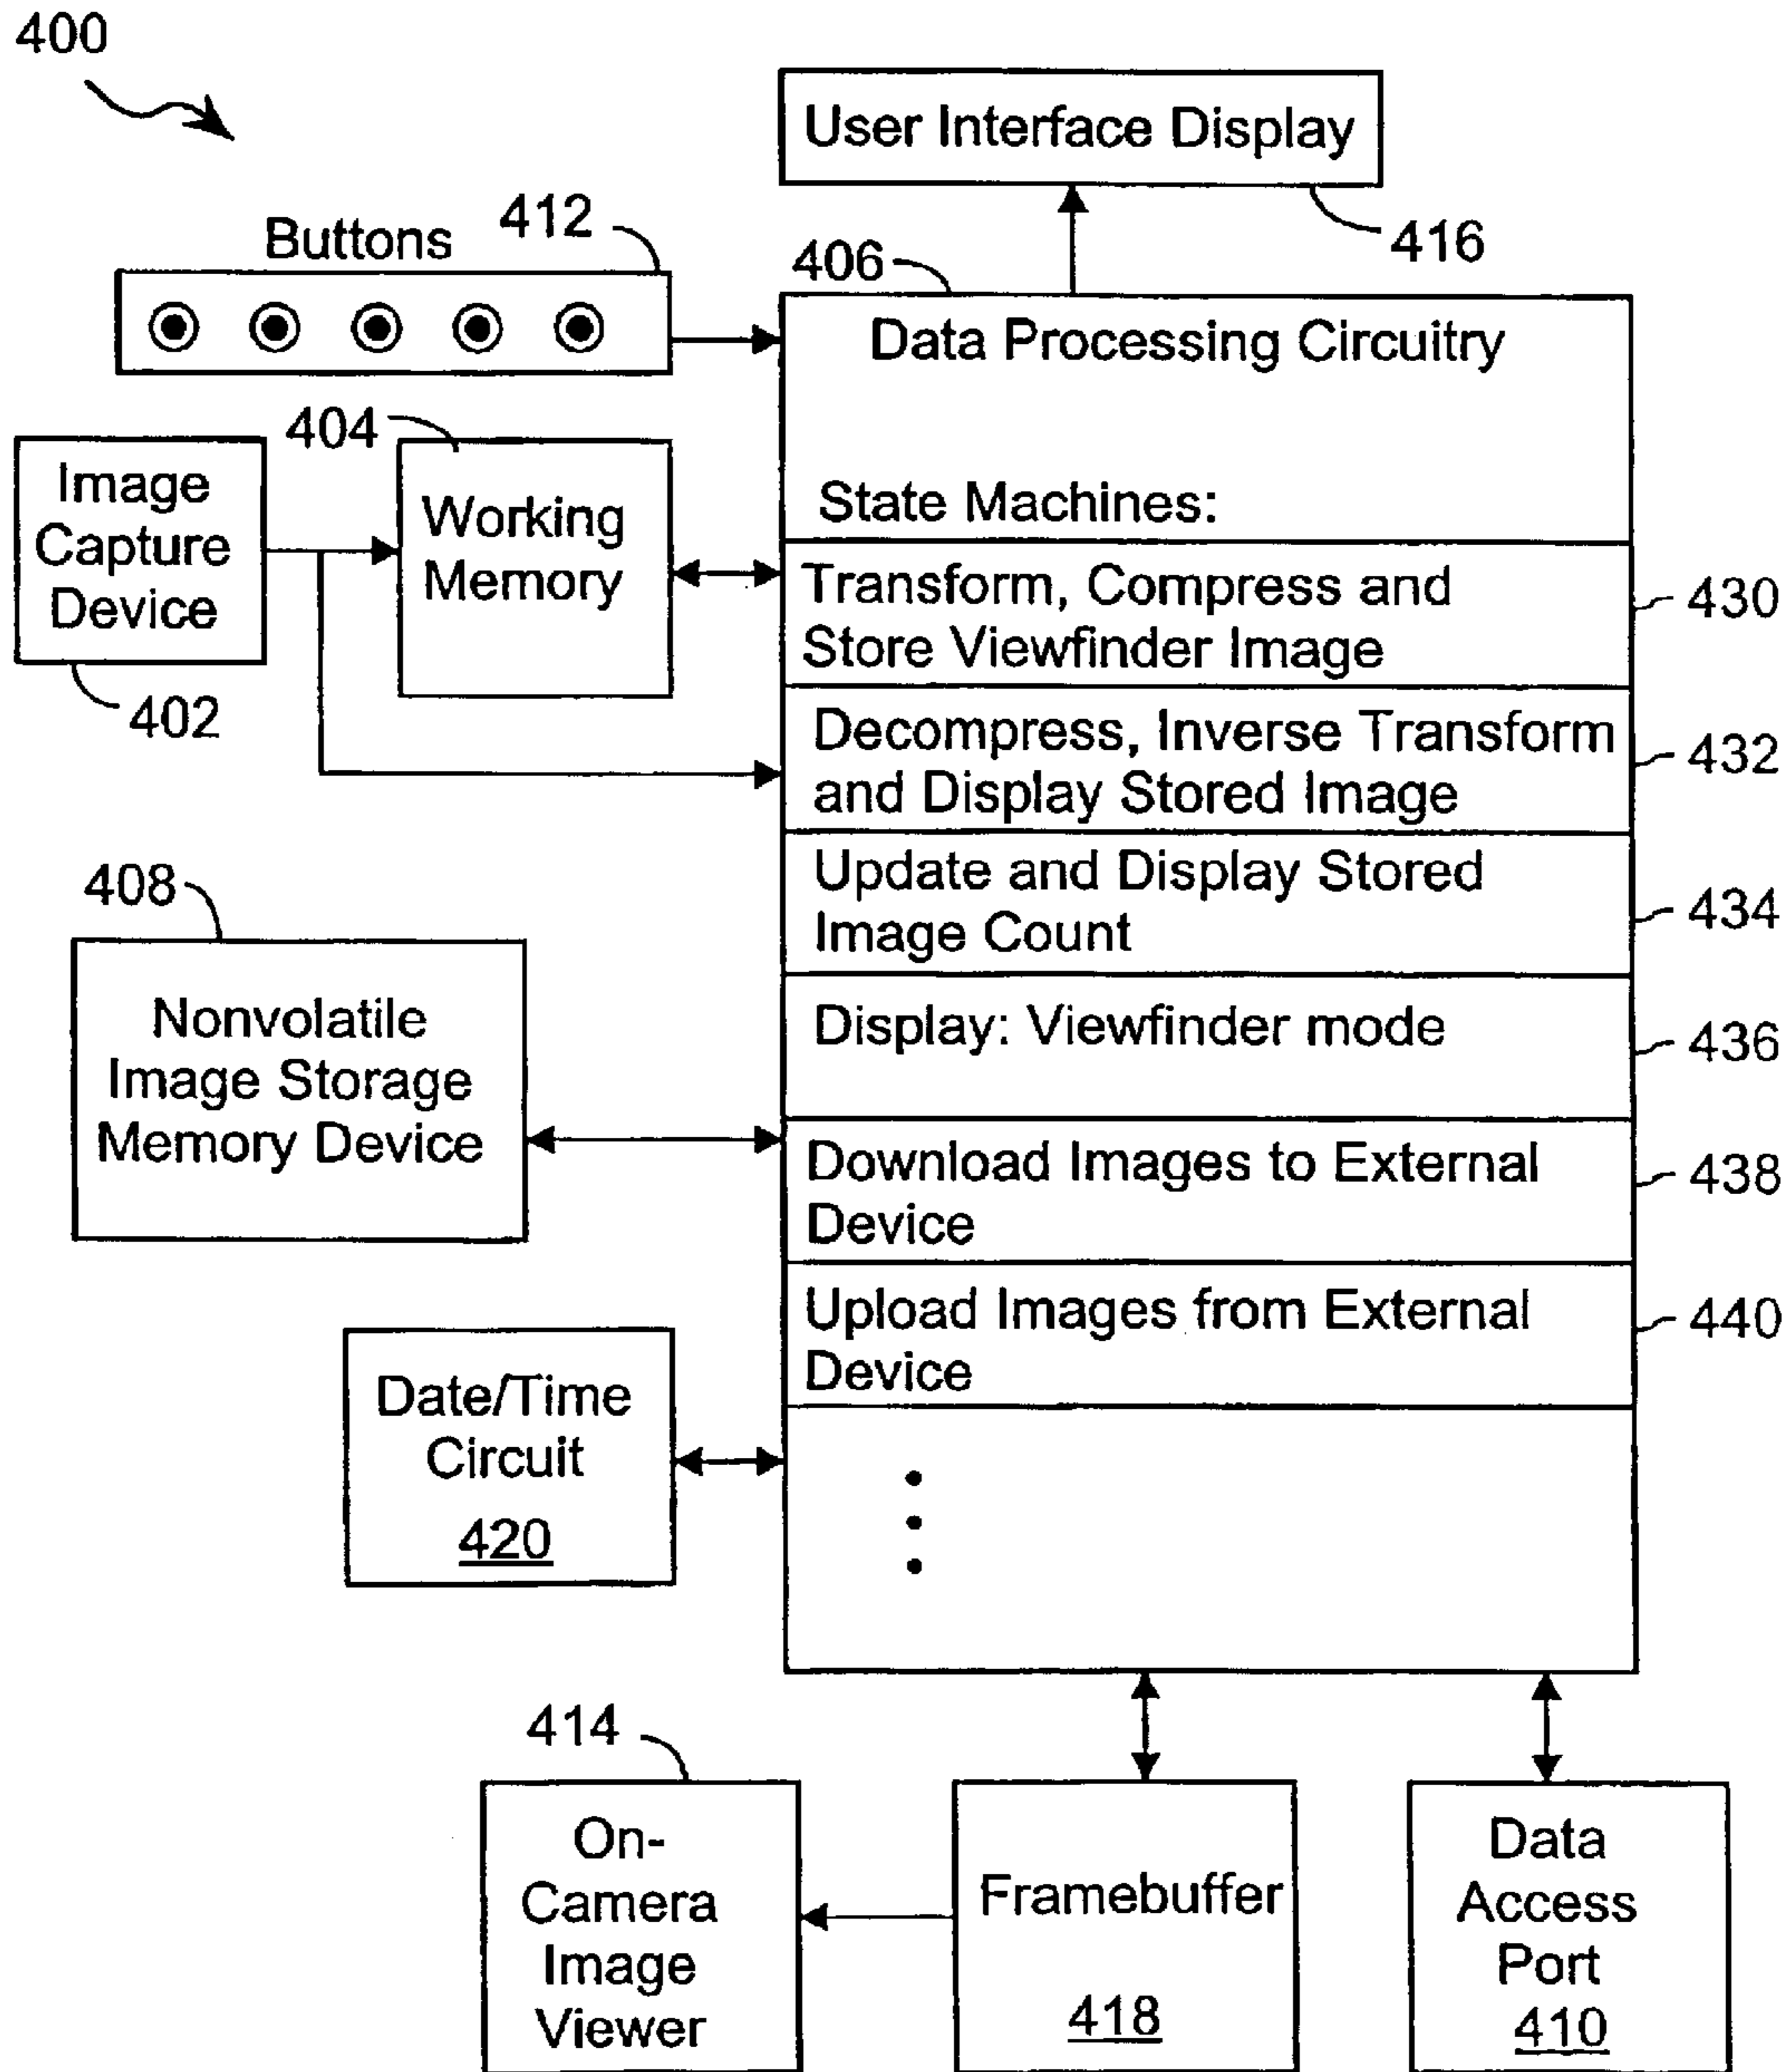 400
User Interface Display
416
Buttons
412
406
Data Processing Circuitry
State Machines:
404
Image
Capture
Device
402
Working
Memory
Transform, Compress and
Store Viewfinder Image
430
Decompress, Inverse Transform
and Display Stored Image
432
Update and Display Stored
Image Count
434
408
Nonvolatile
Image Storage
Memory Device
Display: Viewfinder mode
436
Download Images to External
Device
438
Upload Images from External
Device
440
Date/Time
Circuit
420
414
On-
Camera
Image
Viewer
Framebuffer
418
Data
Access
Port
410